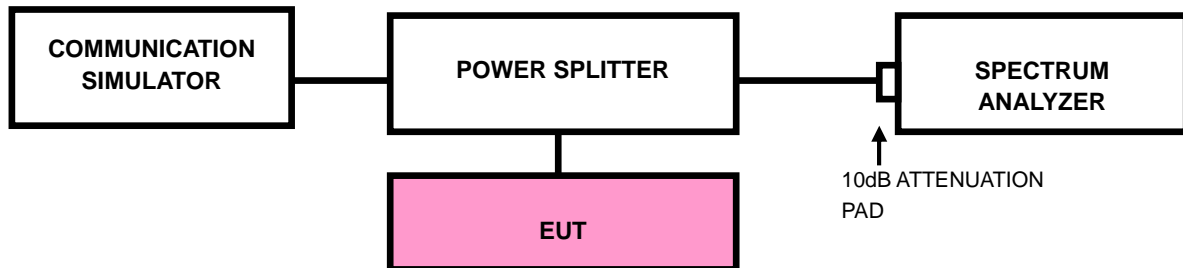 COMMUNICATION
SIMULATOR
POWER SPLITTER
SPECTRUM
ANALYZER
10dB ATTENUATION
PAD
EUT